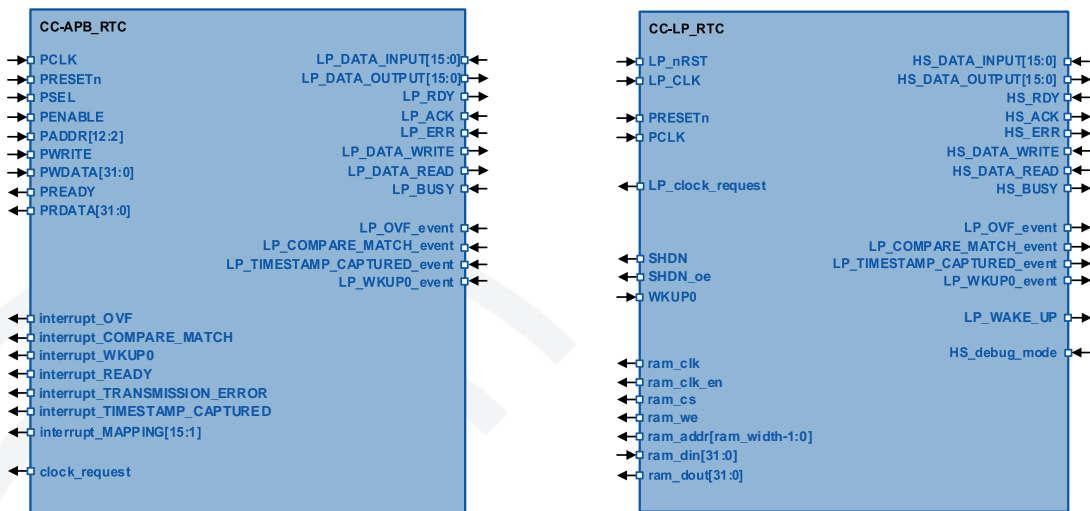 CC-APB_RTC
PCLK
PRESETn
PSEL
PENABLE
PADDR[12:2]
PWRITE
PWDATA[31:0]
PREADY
PRDATA[31:0]
LP_DATA_INPUT[15:0]
LP_DATA_OUTPUT[15:0]
LP_RDY
LP_ACK
LP_ERR
LP_DATA_WRITE
LP_DATA_READ
LP_BUSY
LP_OVF_event
LP_COMPARE_MATCH_event
LP_TIMESTAMP_CAPTURED_event
LP_WKUP0_event
interrupt_OVF
interrupt_COMPARE_MATCH
interrupt_WKUP0
interrupt_READY
interrupt_TRANSMISSION_ERROR
interrupt_TIMESTAMP_CAPTURED
interrupt_MAPPING[15:1]
clock_request
CC-LP_RTC
LP_nRST
LP_CLK
PRESETn
PCLK
LP_clock_request
SHDN
SHDN_oe
WKUP0
HS_DATA_INPUT[15:0]
HS_DATA_OUTPUT[15:0]
HS_RDY
HS_ACK
HS_ERR
HS_DATA_WRITE
HS_DATA_READ
HS_BUSY
LP_OVF_event
LP_COMPARE_MATCH_event
LP_TIMESTAMP_CAPTURED_event
LP_WKUP0_event
LP_WAKE_UP
HS_debug_mode
ram_clk
ram_clk_en
ram_cs
ram_we
ram_addr[ram_width-1:0]
ram_din[31:0]
ram_dout[31:0]